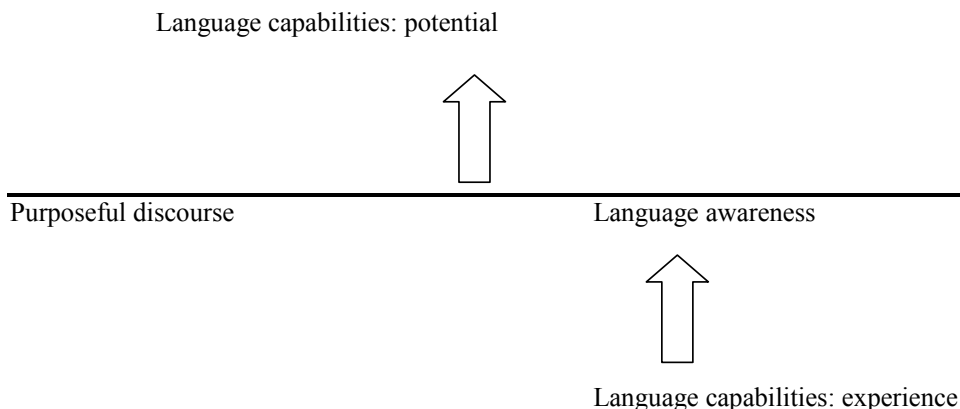 Language capabilities: potential
Purposeful discourse
Language awareness
Language capabilities: experience